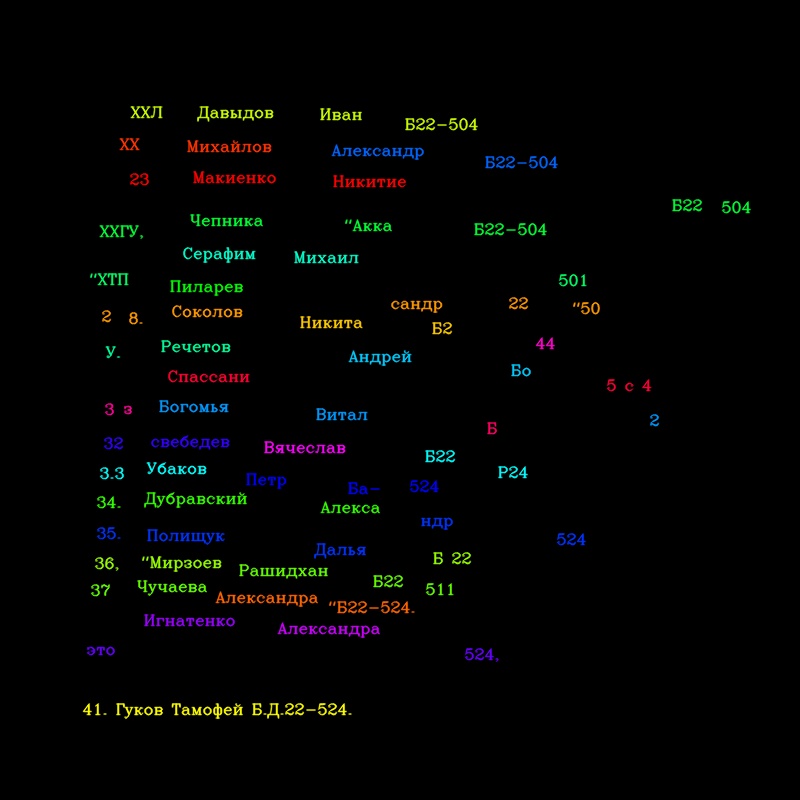 ХХЛ Давыдов Иван Б22-504
ХХ Михайлов Александр Б22-504
23 Макиенко Никитие
Б22 504
ХХГУ, Чепника "Акка Б22-504
Серафим Михаил
"ХТП Пиларев 501
2 8. Соколов Никита сандр Б2 22 "50
У. Речетов Андрей 44
Спассани Бо 5 с 4
3 з Богомья Витал Б 2
32 свебедев Вячеслав Б22
3.3 Убаков Петр Ба- 524 Р24
34. Дубравский Алекса ндр
35. Полищук Далья 524
36, "Мирзоев Рашидхан Б 22
37 Чучаева Александра Б22 511
"Б22-524.
Игнатенко Александра
это 524,
41. Гуков Тамофей Б.Д.22-524.